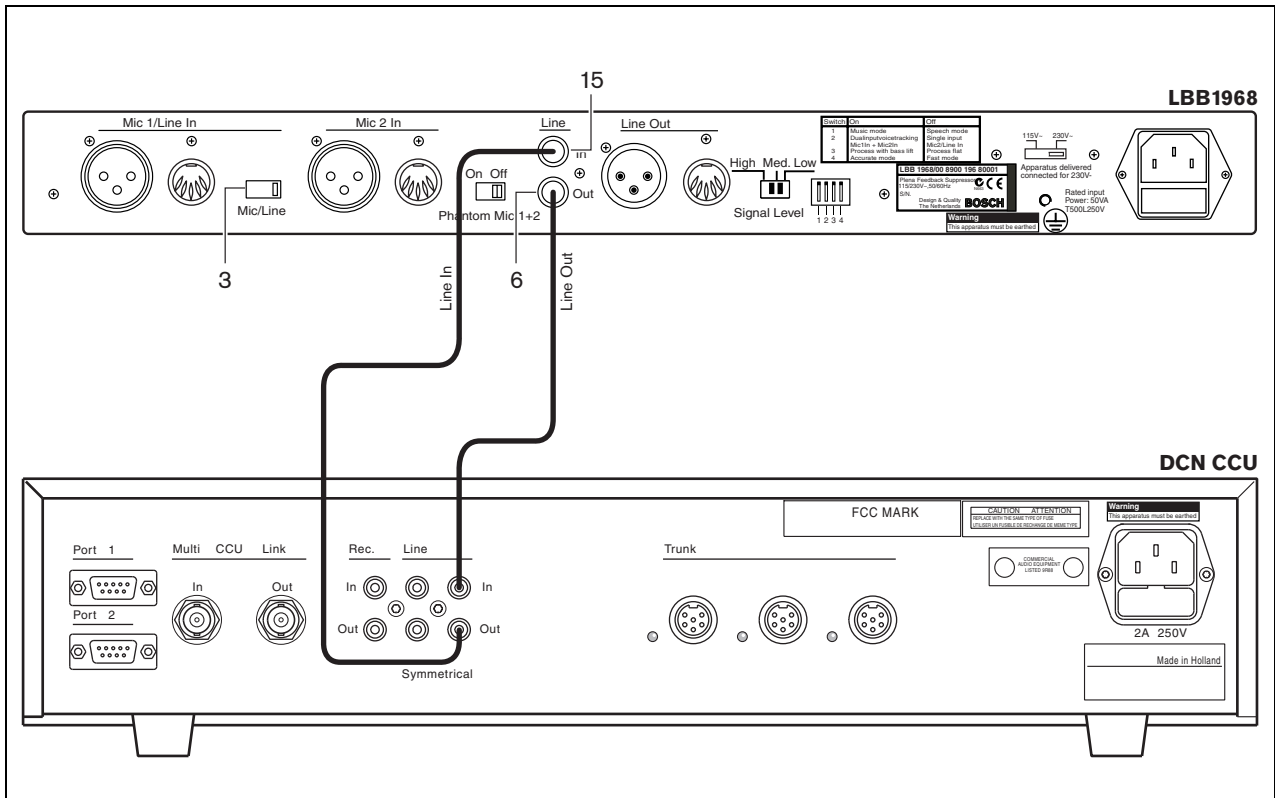 15
LBB1968
Mic 1/Line In
Mic 2 In
Line
Line Out
Switch On Off
1 Music mode Speech mode
2 Dualinputvoicetracking Single input
Mic1In + Mic2In Mic2/Line In
3 Process with bass lift Process flat
4 Accurate mode Fast mode
115V~ 230V~
In
On Off
Out
High Med. Low
Apparatus delivered
connected for 230V-
LBB 1968/00 8900 196 80001
Plena Feedback Suppressor
115/230V~,50/60Hz
S/N.
Design & Quality
The Netherlands
BOSCH
CE
Rated input
Power: 50VA
T500L250V
Mic/Line
Phantom Mic 1+2
Signal Level
1 2 3 4
Warning
This apparatus must be earthed
3
6
Line In
Line Out
DCN CCU
FCC MARK
CAUTION ATTENTION
REPLACE WITH THE SAME TYPE OF FUSE
UTILISER UN FUSIBLE DE RECHANGE DE MEME TYPE
Warning
This apparatus must be earthed
Port 1
Multi CCU Link
Rec.
Line
Trunk
COMMERCIAL
AUDIO EQUIPMENT
LISTED 9R88
In
Out
In
In
Port 2
Out
Out
Symmetrical
2A 250V
Made in Holland